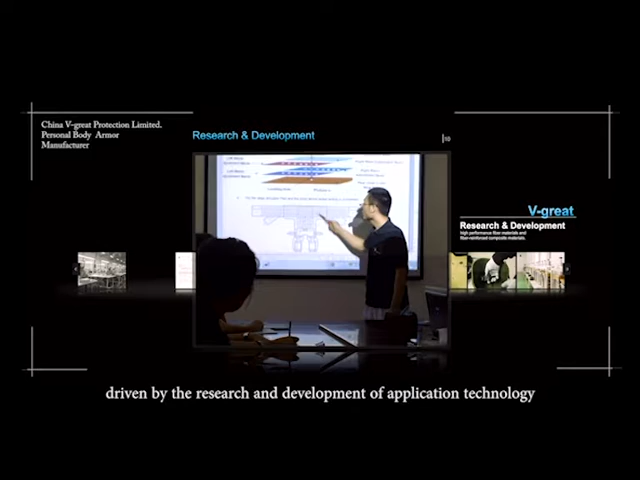 China V-great Protection Limited.
Personal Body Armor
Manufacturer
Research & Development
10
V-great
Research & Development
high performance fiber materials and
fiber-reinforced composite materials.
driven by the research and development of application technology